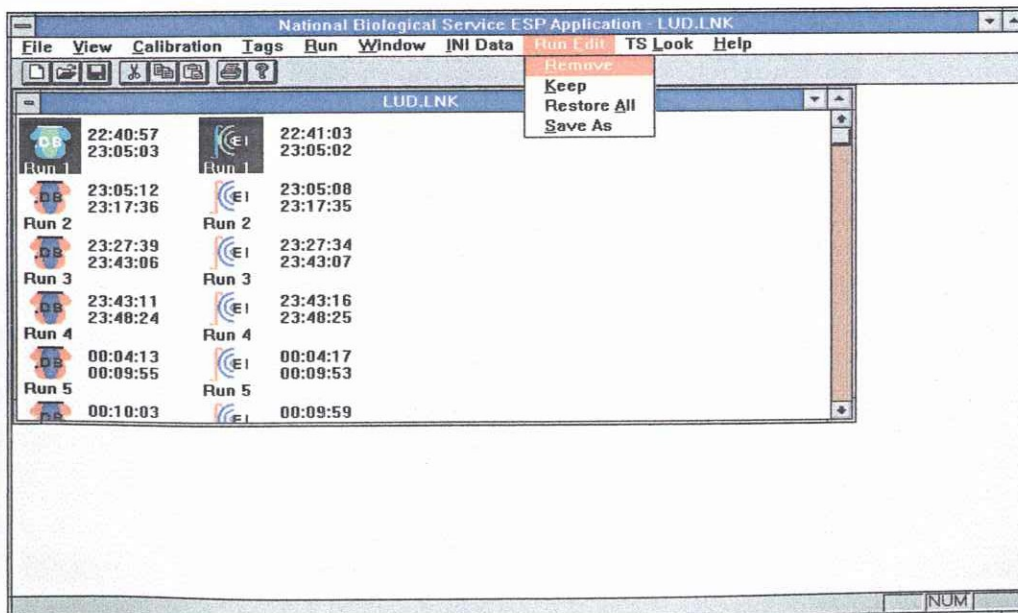 National Biological Service ESP Application - LUD.LNK
File View Calibration Tags Run Window INI Data Run Edit TS Look Help
Remove
Keep
Restore All
Save As
LUD.LNK
.DB 22:40:57 EI 22:41:03
23:05:03 23:05:02
Run 1 Run 1
.DB 23:05:12 EI 23:05:08
23:17:36 23:17:35
Run 2 Run 2
.DB 23:27:39 EI 23:27:34
23:43:06 23:43:07
Run 3 Run 3
.DB 23:43:11 EI 23:43:16
23:48:24 23:48:25
Run 4 Run 4
.DB 00:04:13 EI 00:04:17
00:09:55 00:09:53
Run 5 Run 5
.DB 00:10:03 EI 00:09:59
NUM